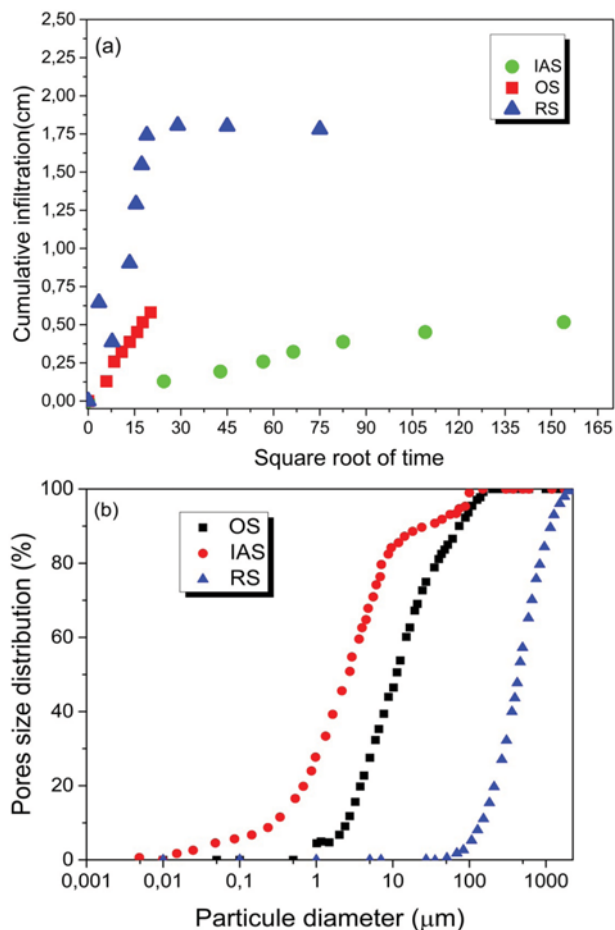 (a)
2,50
2,25
2,00
1,75
1,50
1,25
1,00
0,75
0,50
0,25
0,00
Cumulative infiltration(cm)
IAS
OS
RS
0 15 30 45 60 75 90 105 120 135 150 165
Square root of time
(b)
100
80
60
40
20
0
Pores size distribution (%)
OS
IAS
RS
0,001 0,01 0,1 1 10 100 1000
Particule diameter (μm)